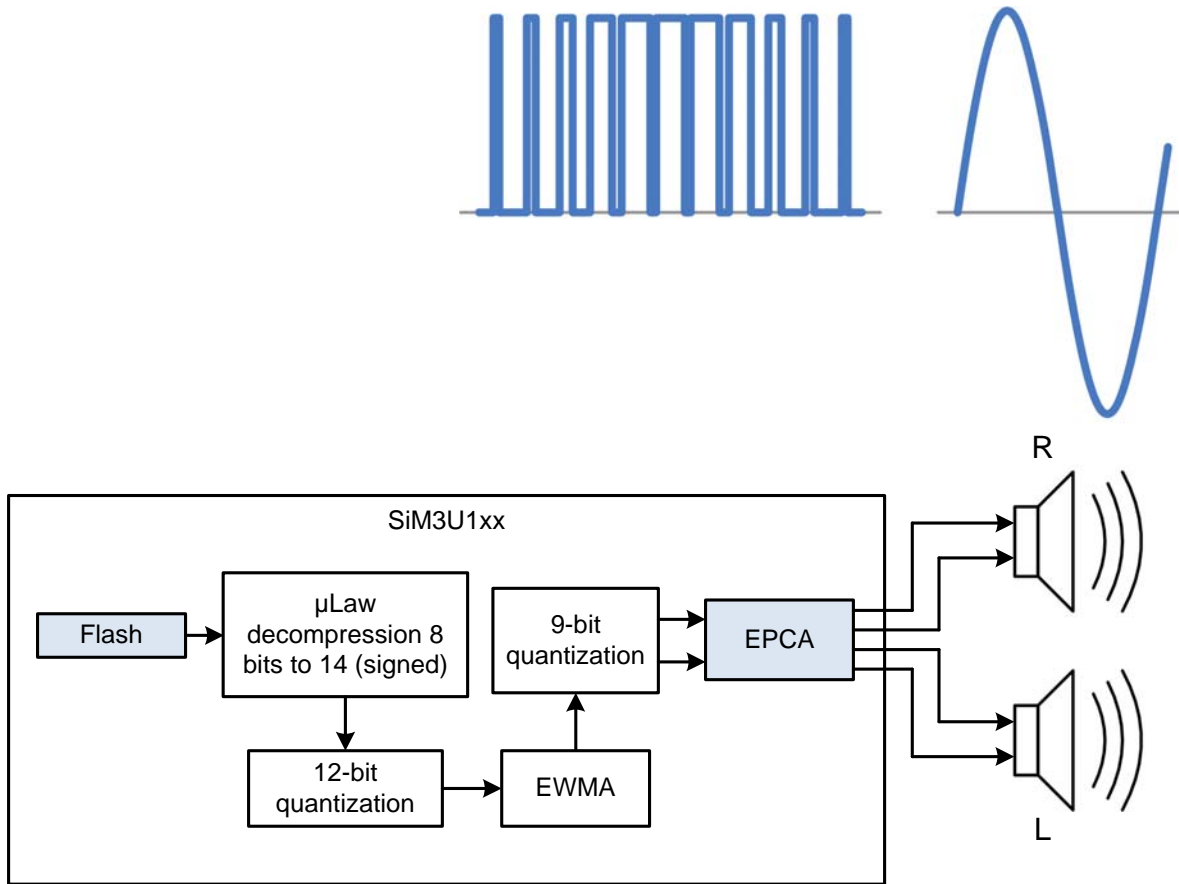 R
SiM3U1xx
Flash
µLaw
decompression 8
bits to 14 (signed)
9-bit
quantization
EPCA
12-bit
quantization
EWMA
L